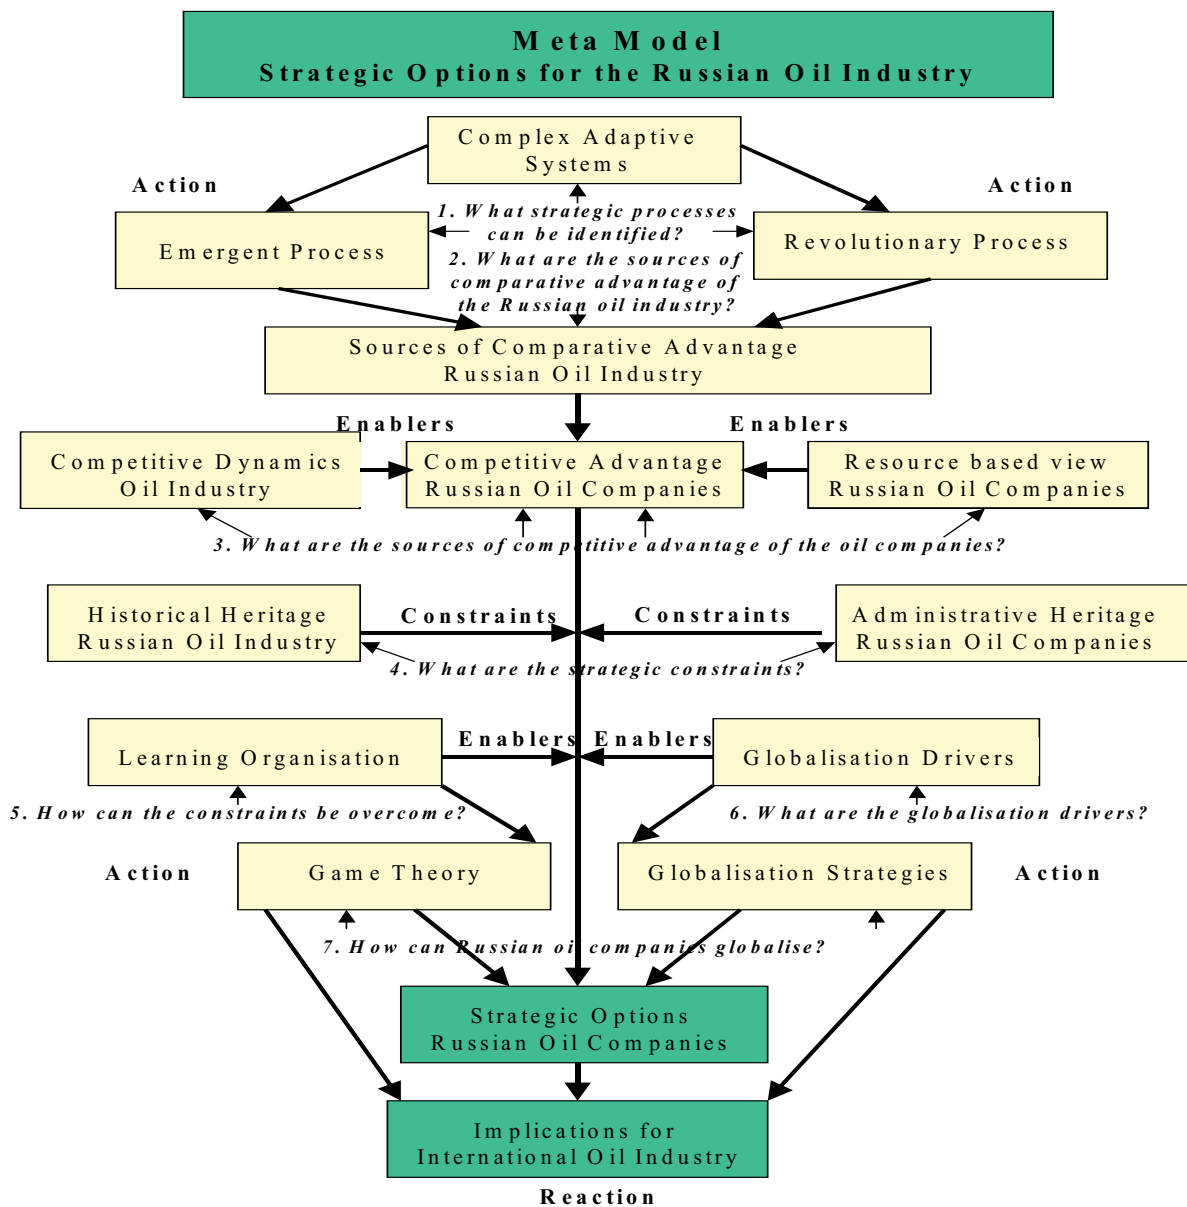 Meta Model
Strategic Options for the Russian Oil Industry
Complex Adaptive
Systems
Action
Action
1. What strategic processes
can be identified?
Emergent Process
Revolutionary Process
2. What are the sources of
comparative advantage of
the Russian oil industry?
Sources of Comparative Advantage
Russian Oil Industry
Enablers
Enablers
Competitive Dynamics
Oil Industry
Competitive Advantage
Russian Oil Companies
Resource based view
Russian Oil Companies
3. What are the sources of competitive advantage of the oil companies?
Historical Heritage
Russian Oil Industry
Constraints
Constraints
Administrative Heritage
Russian Oil Companies
4. What are the strategic constraints?
Learning Organisation
Enablers
Enablers
Globalisation Drivers
5. How can the constraints be overcome?
6. What are the globalisation drivers?
Action
Game Theory
Globalisation Strategies
Action
7. How can Russian oil companies globalise?
Strategic Options
Russian Oil Companies
Implications for
International Oil Industry
Reaction